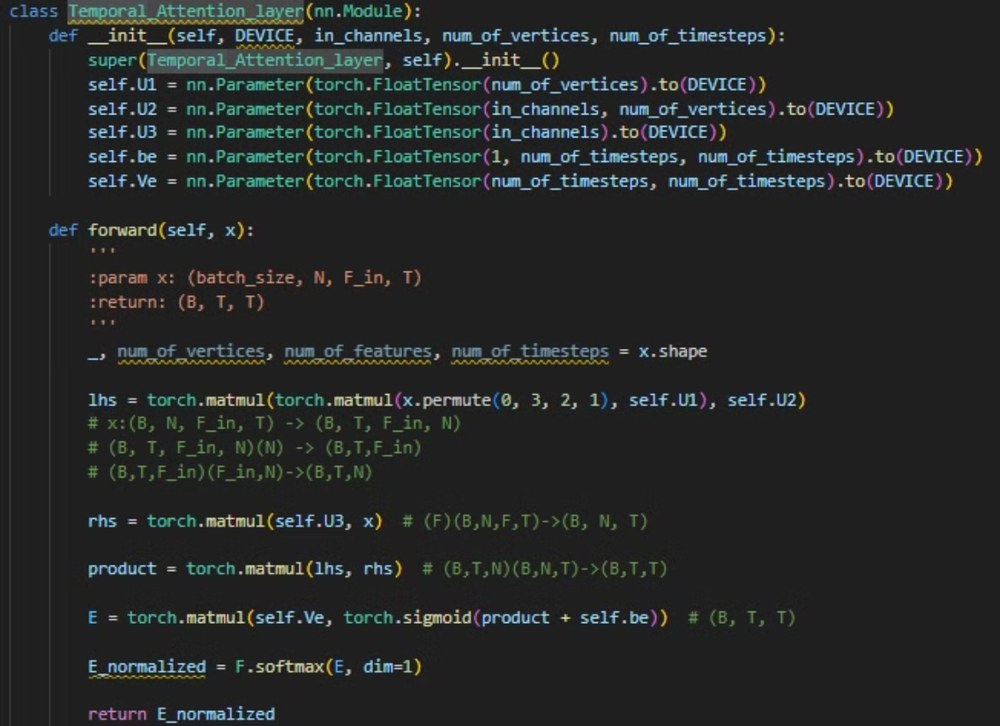 class Temporal_Attention_layer(nn.Module):
    def __init__(self, DEVICE, in_channels, num_of_vertices, num_of_timesteps):
        super(Temporal_Attention_layer, self).__init__()
        self.U1 = nn.Parameter(torch.FloatTensor(num_of_vertices).to(DEVICE))
        self.U2 = nn.Parameter(torch.FloatTensor(in_channels, num_of_vertices).to(DEVICE))
        self.U3 = nn.Parameter(torch.FloatTensor(in_channels).to(DEVICE))
        self.be = nn.Parameter(torch.FloatTensor(1, num_of_timesteps, num_of_timesteps).to(DEVICE))
        self.Ve = nn.Parameter(torch.FloatTensor(num_of_timesteps, num_of_timesteps).to(DEVICE))
    def forward(self, x):
        '''
        :param x: (batch_size, N, F_in, T)
        :return: (B, T, T)
        '''
        _, num_of_vertices, num_of_features, num_of_timesteps = x.shape
        lhs = torch.matmul(torch.matmul(x.permute(0, 3, 2, 1), self.U1), self.U2)
        # x:(B, N, F_in, T) -> (B, T, F_in, N)
        # (B, T, F_in, N)(N) -> (B,T,F_in)
        # (B,T,F_in)(F_in,N)->(B,T,N)
        rhs = torch.matmul(self.U3, x)  # (F)(B,N,F,T)->(B, N, T)
        product = torch.matmul(lhs, rhs)  # (B,T,N)(B,N,T)->(B,T,T)
        E = torch.matmul(self.Ve, torch.sigmoid(product + self.be))  # (B, T, T)
        E_normalized = F.softmax(E, dim=1)
        return E_normalized